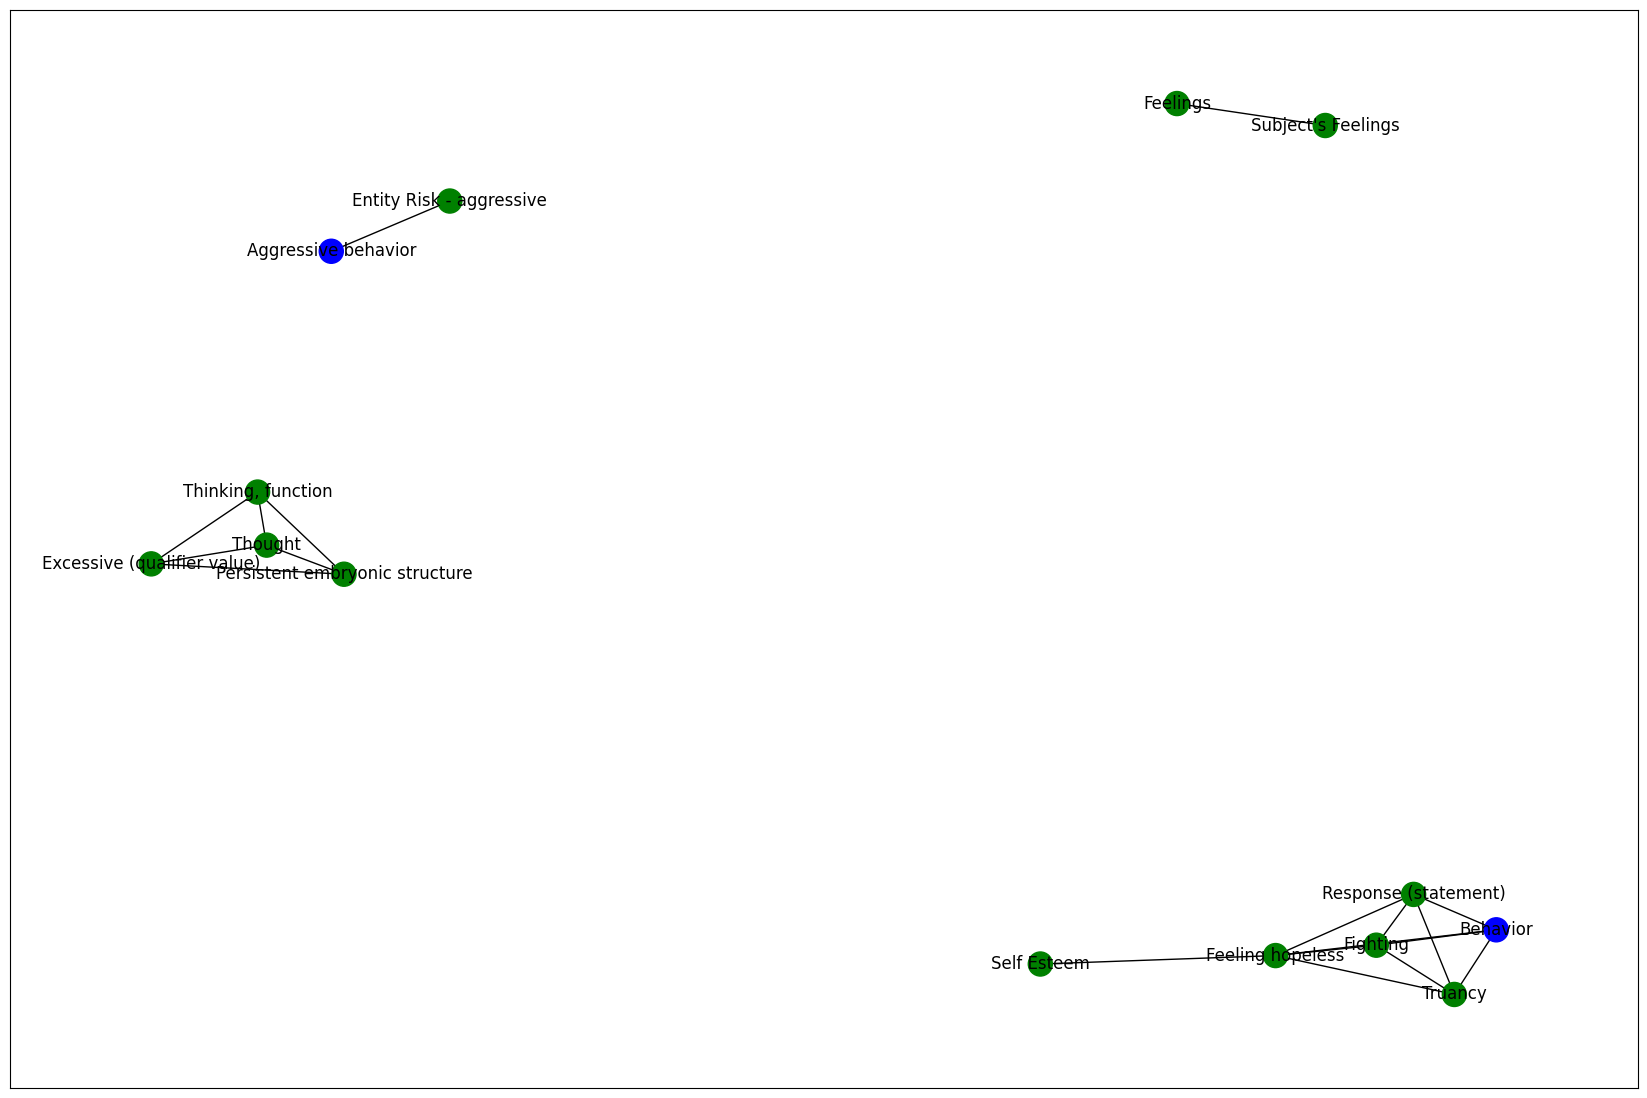 Feelings
Subject's Feelings
Entity Risk - aggressive
Aggressive behavior
Thinking, function
Thought
Excessive (qualifier value)
Persistent embryonic structure
Response (statement)
Behavior
Fighting
Feeling hopeless
Self Esteem
Truancy